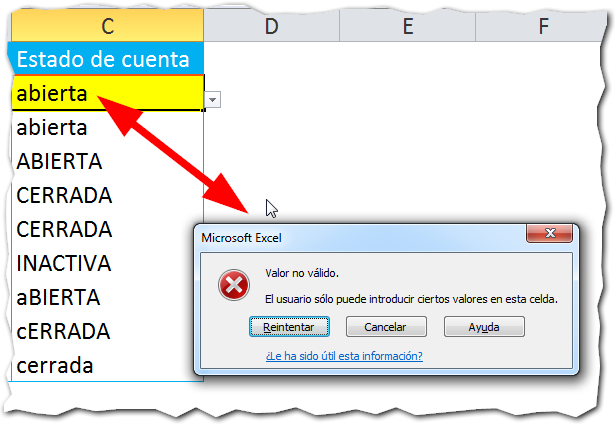 C D E F
Estado de cuenta
abierta
abierta
ABIERTA
CERRADA
CERRADA
INACTIVA
aBIERTA
cERRADA
cerrada
Microsoft Excel
Valor no válido.
El usuario sólo puede introducir ciertos valores en esta celda.
Reintentar Cancelar Ayuda
¿Le ha sido útil esta información?